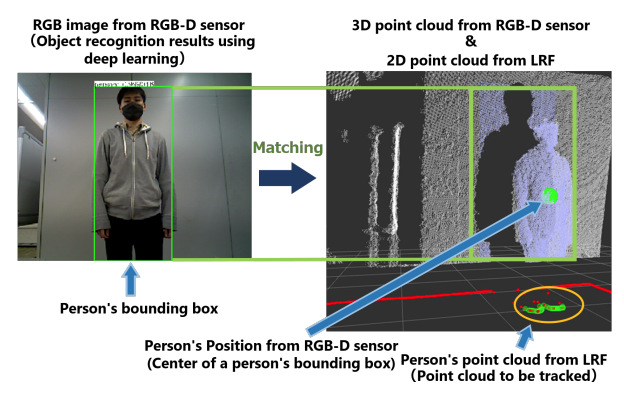 RGB image from RGB-D sensor
(Object recognition results using
deep learning)
3D point cloud from RGB-D sensor
&
2D point cloud from LRF
Matching
Person's bounding box
Person's Position from RGB-D sensor
(Center of a person's bounding box)
Person's point cloud from LRF
(Point cloud to be tracked)